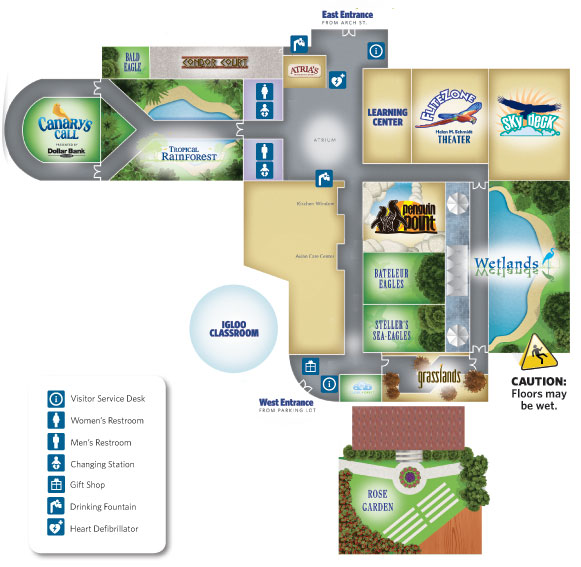 East Entrance
FROM ARCH ST.
BALD
EAGLE
CONDOR COURT
ATRIA'S
LEARNING
CENTER
FLITEZONE
Helen M. Schmidt
THEATER
SKY DECK
CANARY'S
CALL
PRESENTED BY
Dollar Bank
TROPICAL
RAINFOREST
ATRIUM
Kitchen Window
Avian Care Center
penguin
point
BATELEUR
EAGLES
STELLER'S
SEA-EAGLES
Wetlands
IGLOO
CLASSROOM
grasslands
West Entrance
FROM PARKING LOT
CAUTION:
Floors may
be wet.
ROSE
GARDEN
Visitor Service Desk
Women's Restroom
Men's Restroom
Changing Station
Gift Shop
Drinking Fountain
Heart Defibrillator